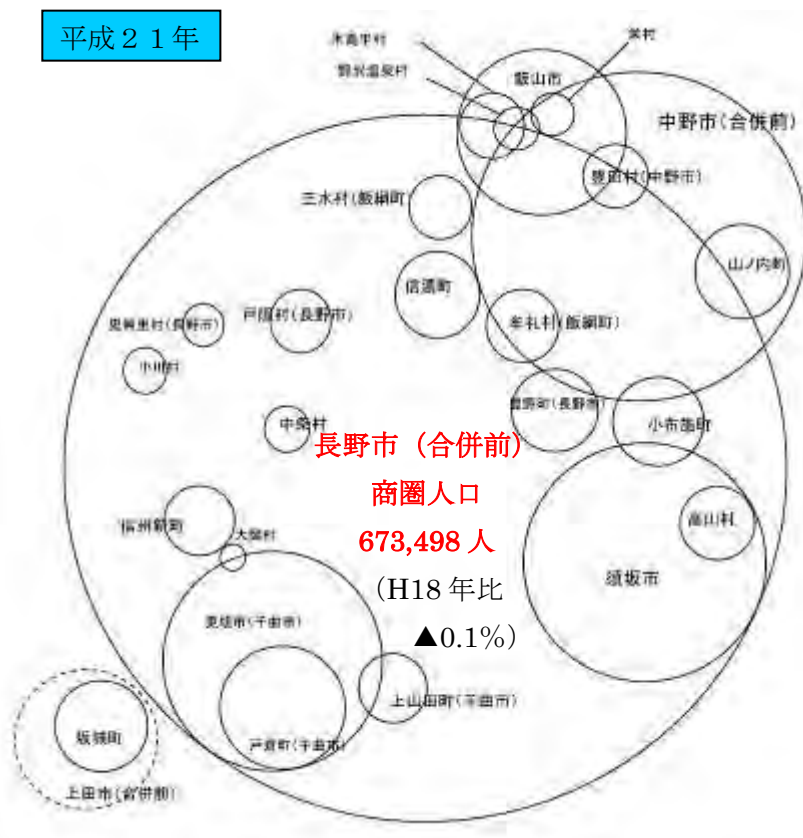 平成２１年
木島平村
栄村
野沢温泉村
飯山市
中野市(合併前)
豊田村(中野市)
三水村(飯綱町)
山ノ内町
信濃町
戸隠村(長野市)
鬼無里村(長野市)
牟礼村(飯綱町)
小川村
豊野町(長野市)
中条村
小布施町
長野市（合併前）
商圏人口
673,498 人
（H18 年比
▲0.1%）
信州新町
大岡村
高山村
須坂市
更埴市(千曲市)
上山田町(千曲市)
戸倉町(千曲市)
坂城町
上田市(合併前)